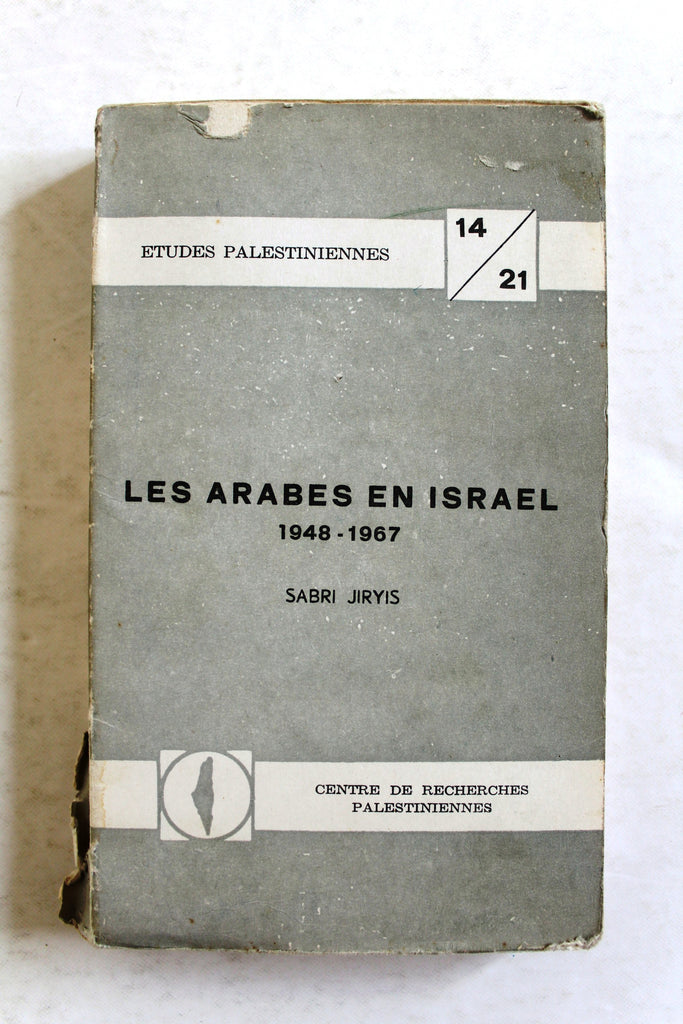 ETUDES PALESTINIENNES
14
21
LES ARABES EN ISRAEL
1948 - 1967
SABRI JIRYIS
CENTRE DE RECHERCHES
PALESTINIENNES